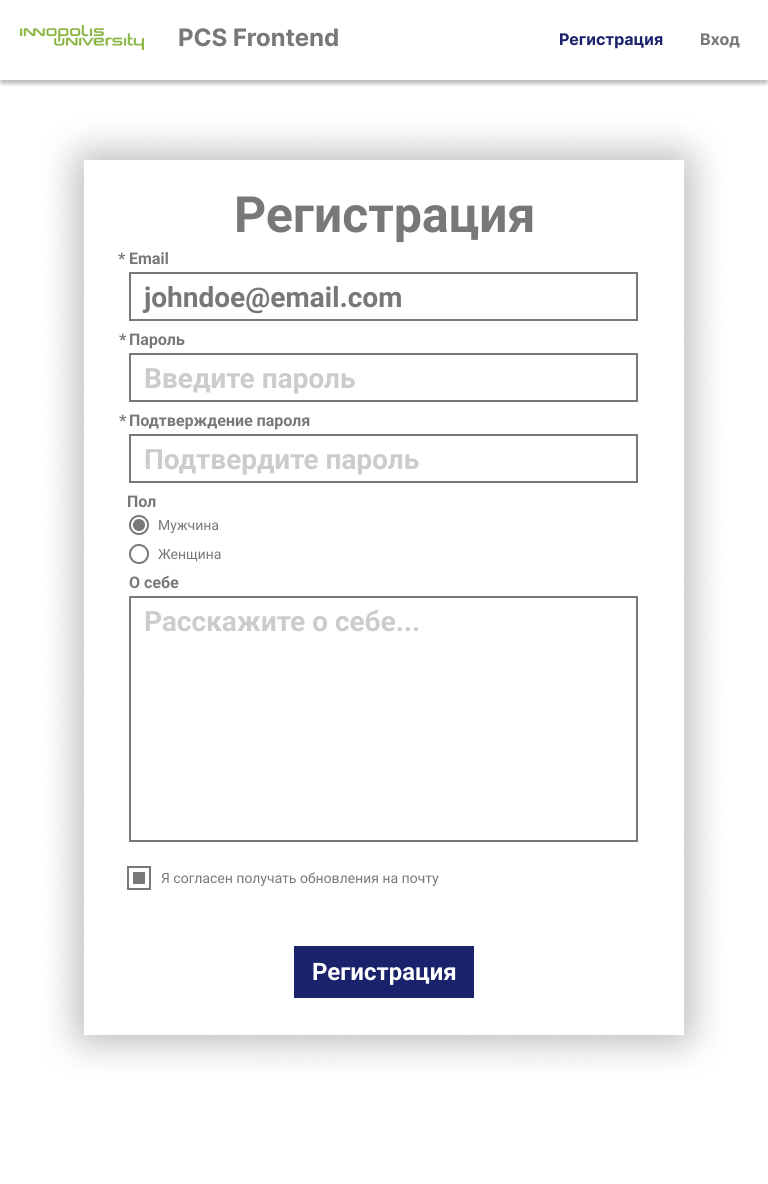 innopolis
university
PCS Frontend
Регистрация
Вход
Регистрация
* Email
johndoe@email.com
* Пароль
Введите пароль
* Подтверждение пароля
Подтвердите пароль
Пол
Мужчина
Женщина
О себе
Расскажите о себе...
Я согласен получать обновления на почту
Регистрация